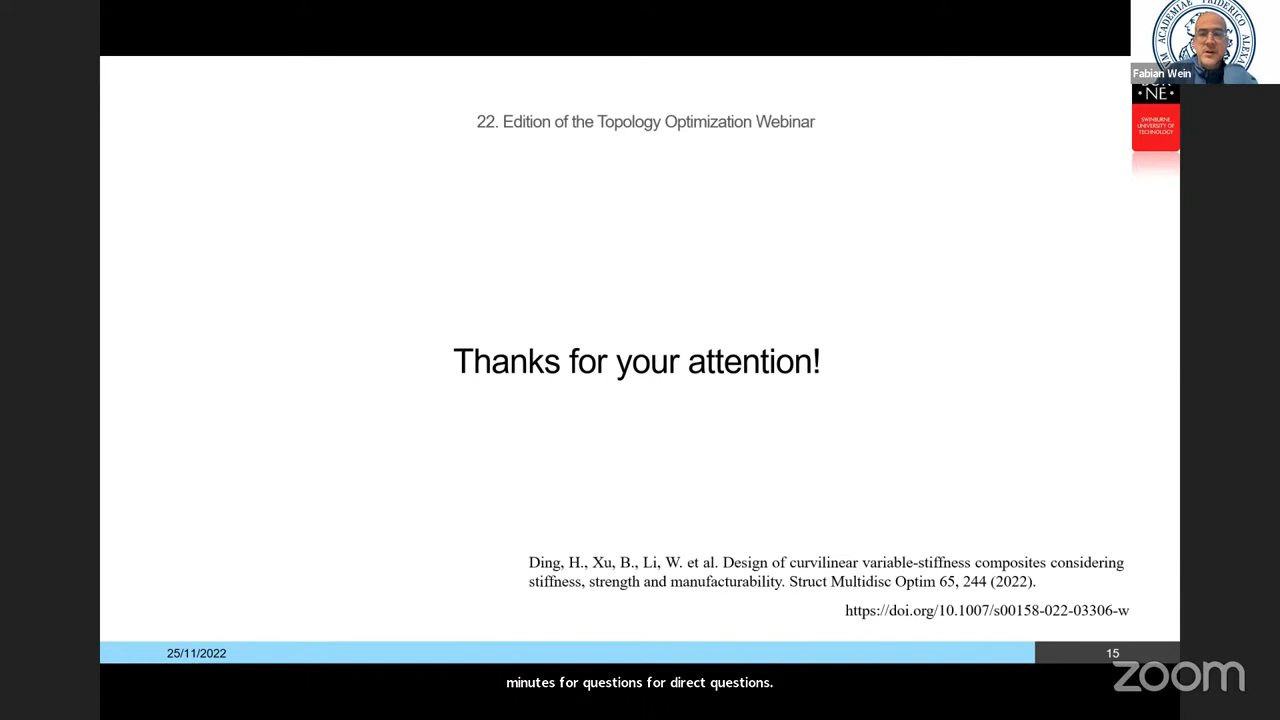 ACADEMIAE FRIDERICO ALEXA
Fabian Wein
22. Edition of the Topology Optimization Webinar
* NE *
SWINBURNE
UNIVERSITY OF
TECHNOLOGY
Thanks for your attention!
Ding, H., Xu, B., Li, W. et al. Design of curvilinear variable-stiffness composites considering
stiffness, strength and manufacturability. Struct Multidisc Optim 65, 244 (2022).
https://doi.org/10.1007/s00158-022-03306-w
25/11/2022
15
minutes for questions for direct questions.
zoom